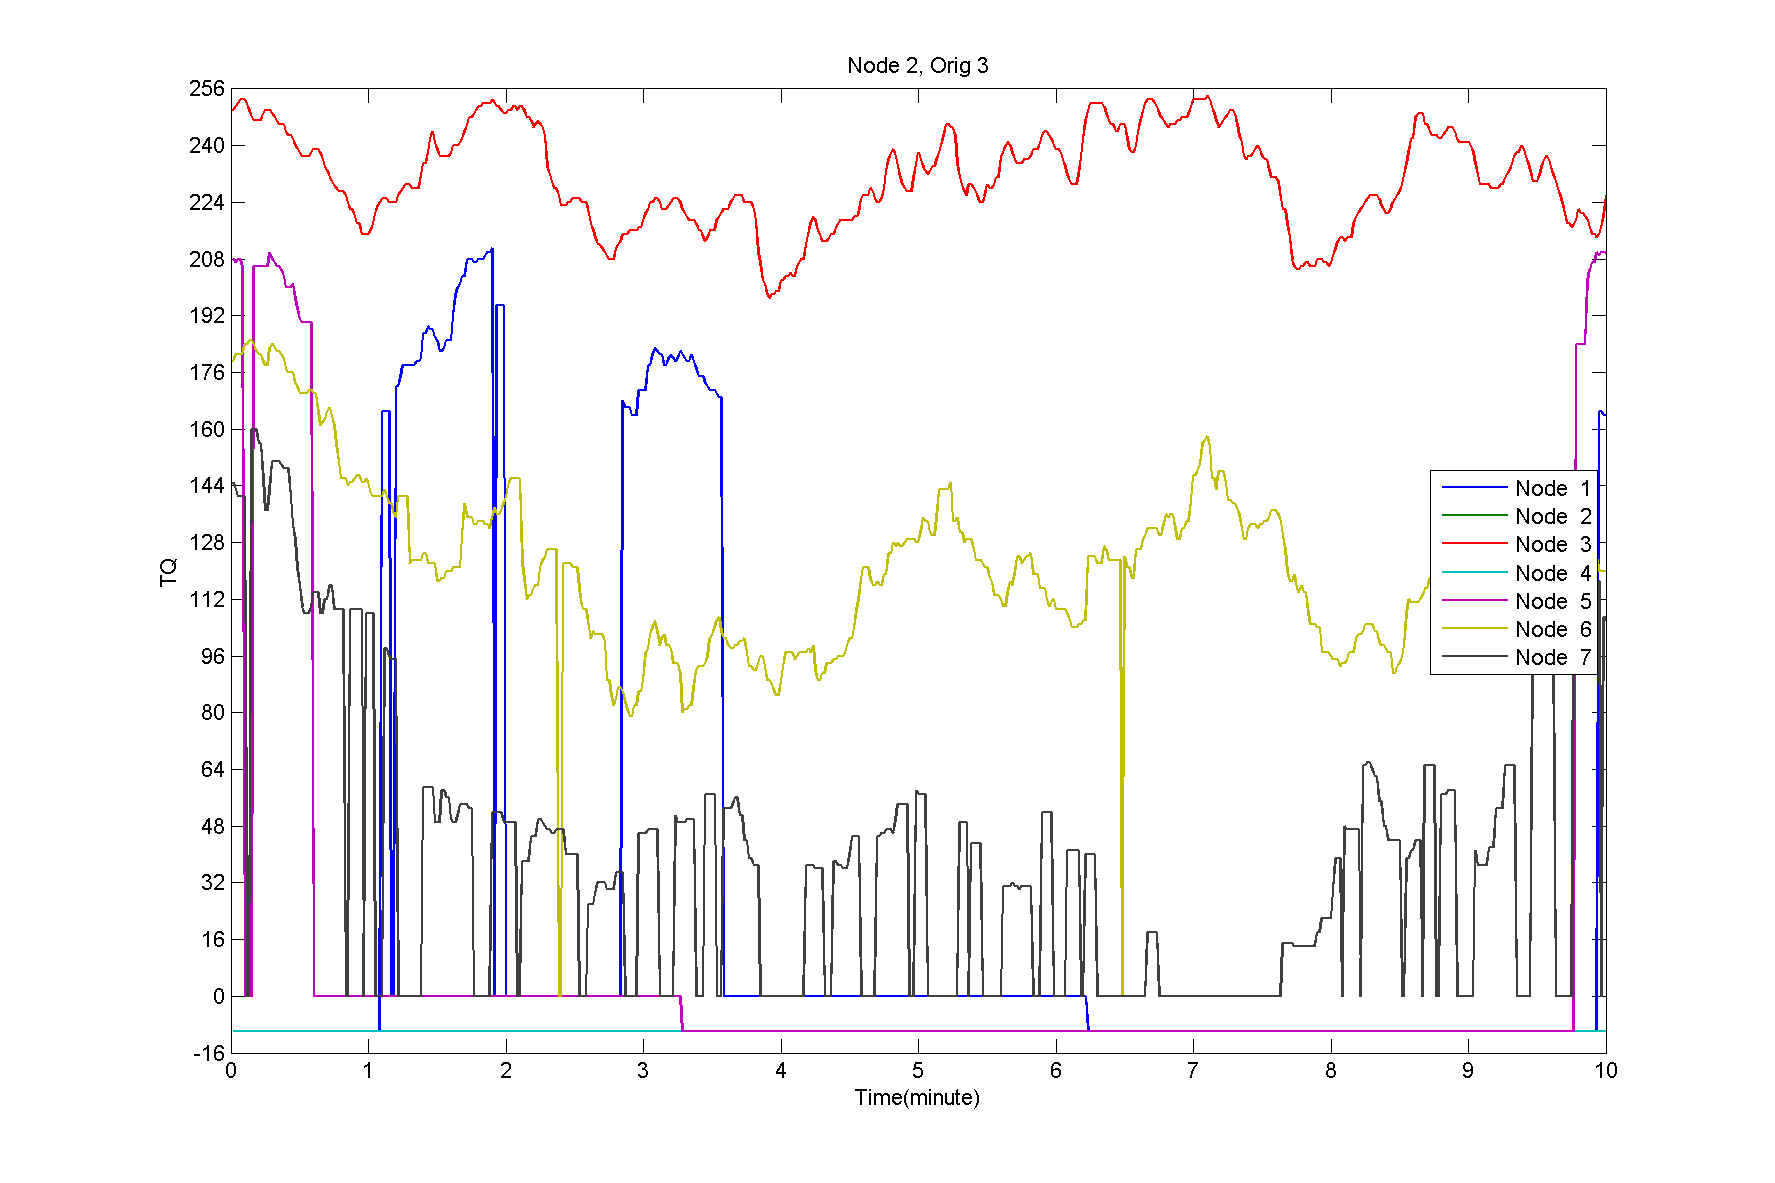 Node 2, Orig 3
256
240
224
208
192
176
160
144
128
112
96
80
64
48
32
16
0
-16
TQ
Node 1
Node 2
Node 3
Node 4
Node 5
Node 6
Node 7
0 1 2 3 4 5 6 7 8 9 10
Time(minute)